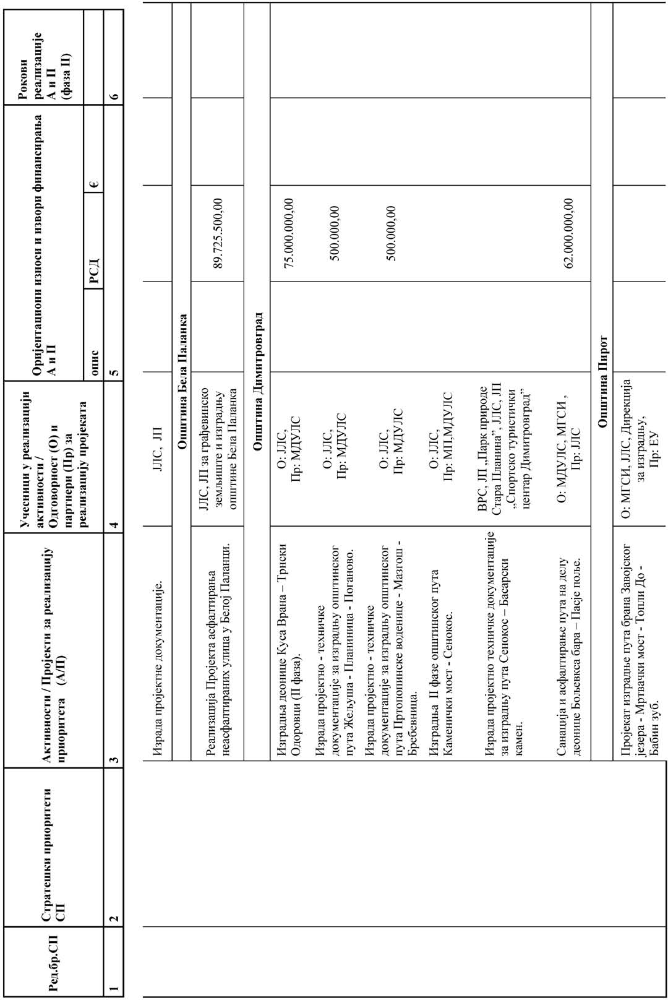 Ред.бр.СП
Стратешки приоритети
СП
Активности / Пројекти за реализацију
приоритета (А/П)
Учесници у реализацији
активности /
Одговорност (О) и
партнери (Пр) за
реализацију пројеката
Оријентациони износи и извори финансирања
А и П
опис
РСД
€
Рокови
реализације
А и П
(фаза II)
1
2
3
4
5
6
Израда пројектне документације.
ЈЛС, ЈП
Општина Бела Паланка
Реализација Пројекта асфалтирања
неасфалтираних улица у Белој Паланци.
ЈЛС, ЈП за грађевинско
земљиште и изградњу
општине Бела Паланка
89.725.500,00
Општина Димитровград
Изградња деонице Куса Врана – Трнски
Одоровци (II фаза).
О: ЈЛС,
Пр: МДУЛС
75.000.000,00
Израда пројектно - техничке
документације за изградњу општинског
пута Жељуша - Планиница - Поганово.
О: ЈЛС,
Пр: МДУЛС
500.000,00
Израда пројектно - техничке
документације за изградњу општинског
пута Пртопопинске воденице - Мазгош -
Бребевница.
О: ЈЛС,
Пр: МДУЛС
500.000,00
Изградња II фазе општинског пута
Каменички мост - Сенокос.
О: ЈЛС,
Пр: МП,МДУЛС
Израда пројектно техничке документације
за изградњу пута Сенокос – Басарски
камен.
ВРС, ЈП „Парк природе
Стара Планина”, ЈЛС, ЈП
„Спортско туристички
центар Димитровград”
Санација и асфалтирање пута на делу
деонице Бољевкса бара – Пасје поље.
О: МДУЛС, МГСИ ,
Пр: ЈЛС
62.000.000,00
Општина Пирот
Пројекат изградње пута брана Завојског
језера - Мртвачки мост - Топли До -
Бабин зуб.
О: МГСИ, ЈЛС, Дирекција
за изградњу,
Пр: ЕУ